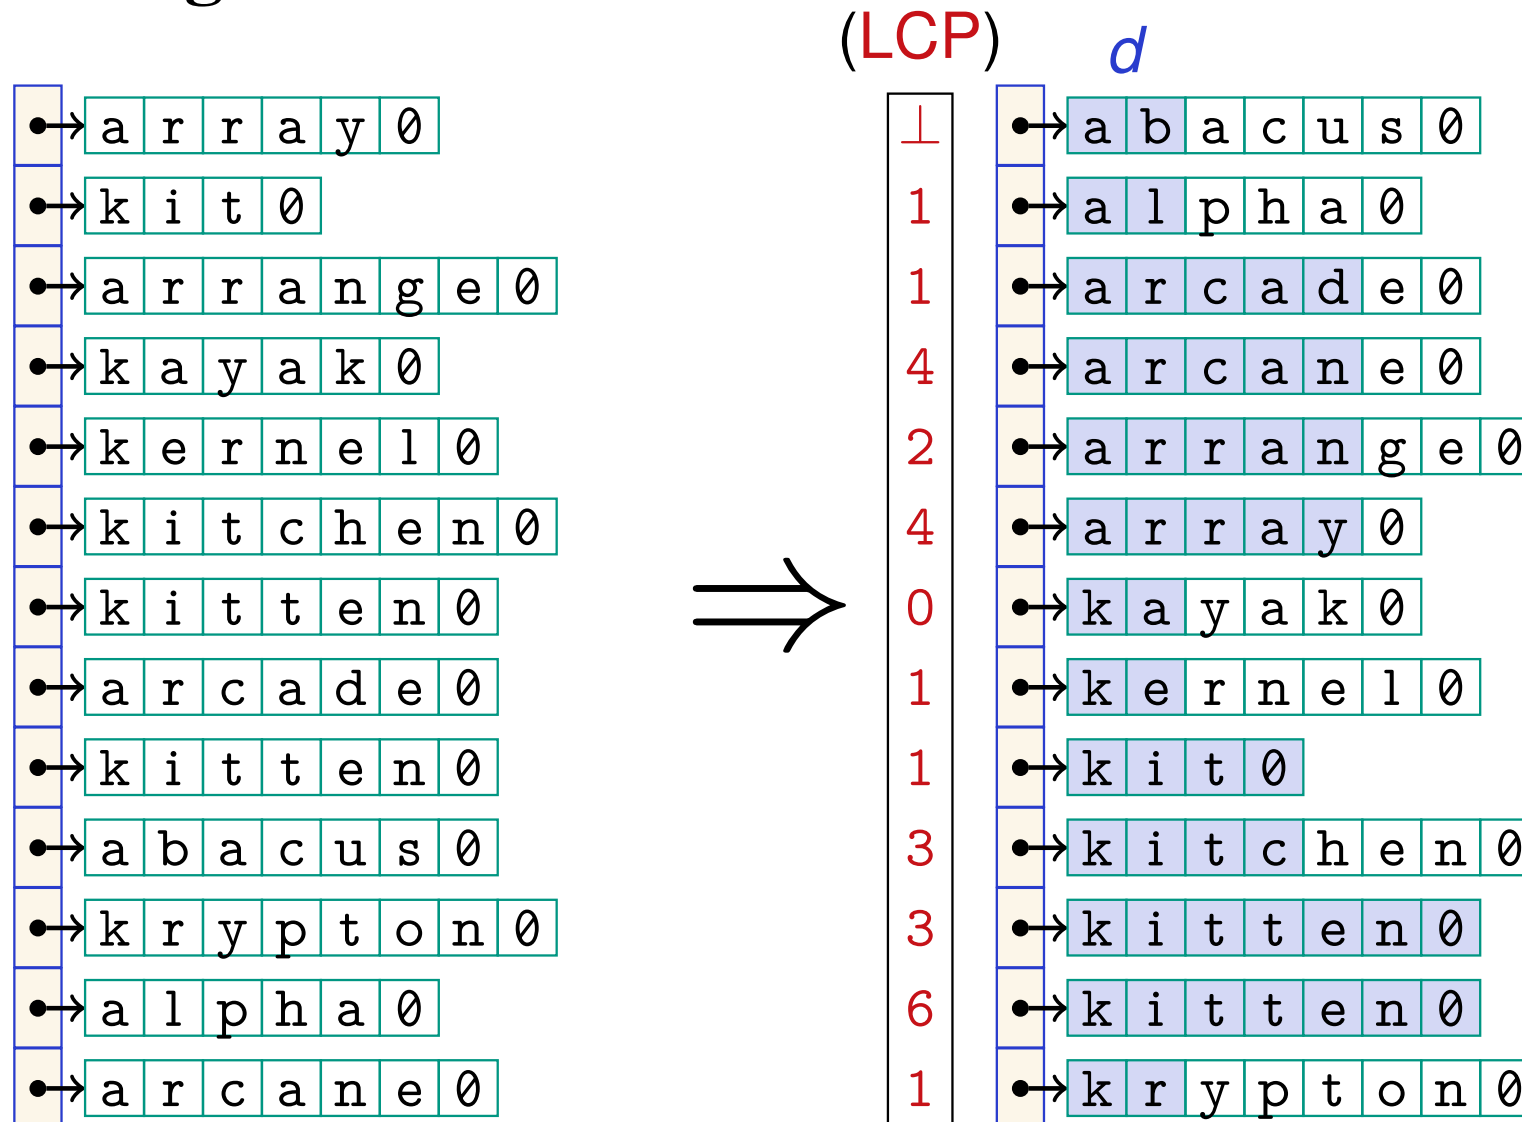 (LCP) d
array0
kit0
arrange0
kayak0
kernel0
kitchen0
kitten0
arcade0
kitten0
abacus0
krypton0
alpha0
arcane0
⇒
⊥ abacus0
1 alpha0
1 arcade0
4 arcane0
2 arrange0
4 array0
0 kayak0
1 kernel0
1 kit0
3 kitchen0
3 kitten0
6 kitten0
1 krypton0